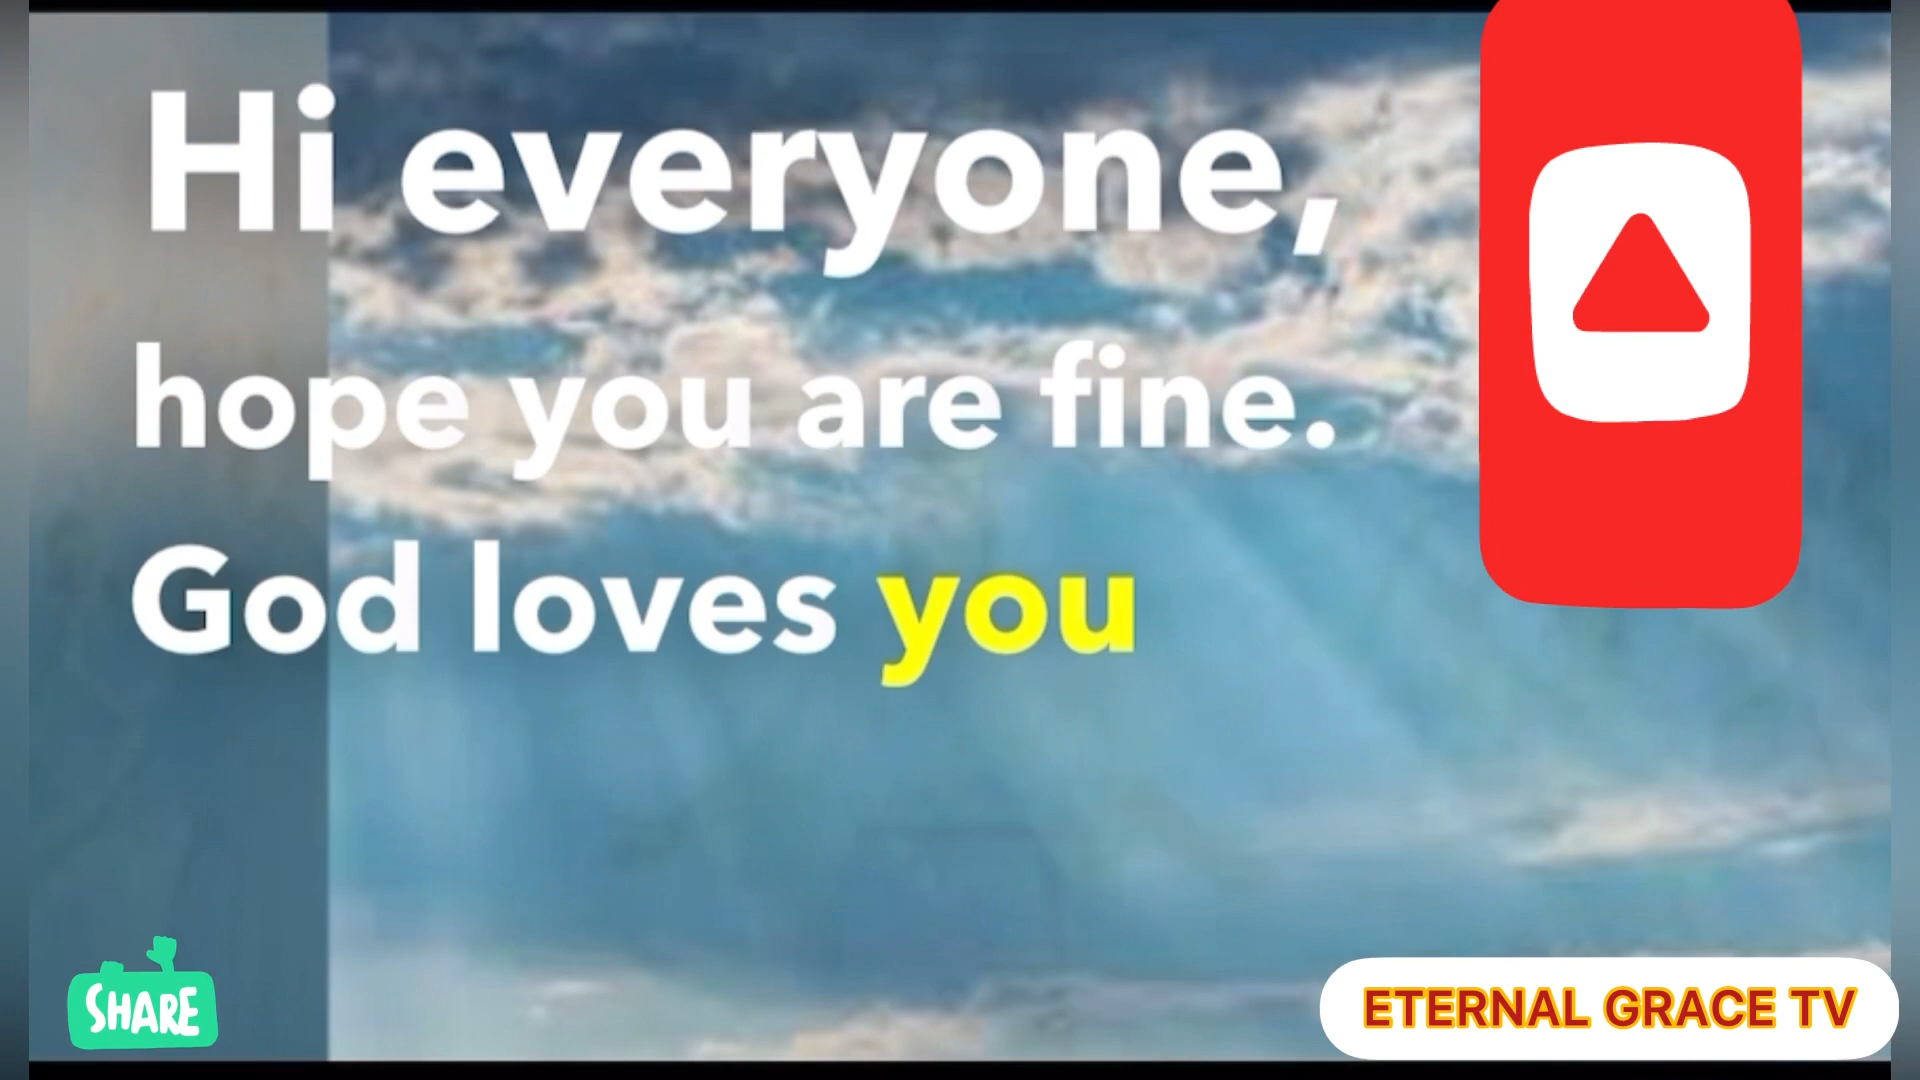 Hi everyone,
hope you are fine.
God loves you
SHARE
ETERNAL GRACE TV